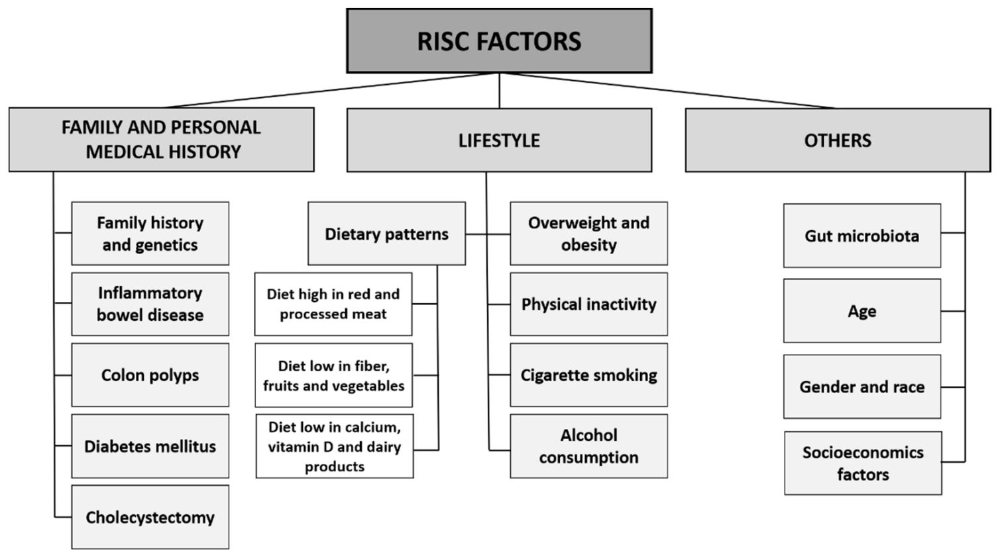 RISC FACTORS
FAMILY AND PERSONAL
MEDICAL HISTORY
Family history
and genetics
Inflammatory
bowel disease
Colon polyps
Diabetes mellitus
Cholecystectomy
LIFESTYLE
Dietary patterns
Diet high in red and
processed meat
Diet low in fiber,
fruits and vegetables
Diet low in calcium,
vitamin D and dairy
products
Overweight and
obesity
Physical inactivity
Cigarette smoking
Alcohol
consumption
OTHERS
Gut microbiota
Age
Gender and race
Socioeconomics
factors